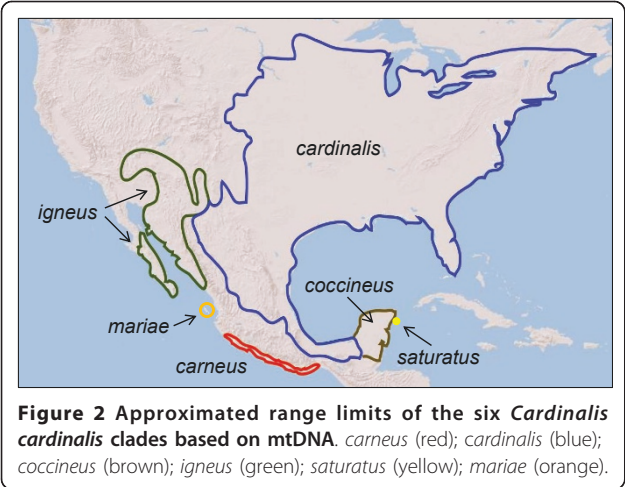 cardinalis
igneus
coccineus
mariae
saturatus
carneus
Figure 2 Approximated range limits of the six Cardinalis
cardinalis clades based on mtDNA. carneus (red); cardinalis (blue);
coccineus (brown); igneus (green); saturatus (yellow); mariae (orange).